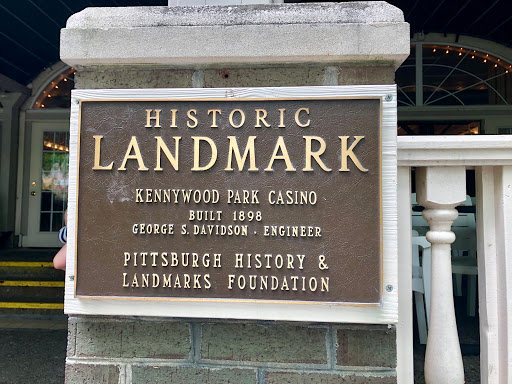 HISTORIC
LANDMARK
KENNYWOOD PARK CASINO
BUILT 1898
GEORGE S. DAVIDSON - ENGINEER
PITTSBURGH HISTORY &
LANDMARKS FOUNDATION